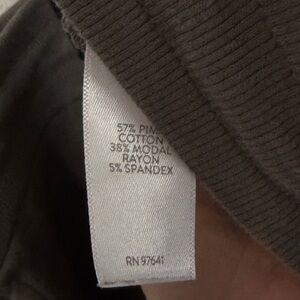 57% PIMA
COTTON
38% MODAL
RAYON
5% SPANDEX
RN 97641